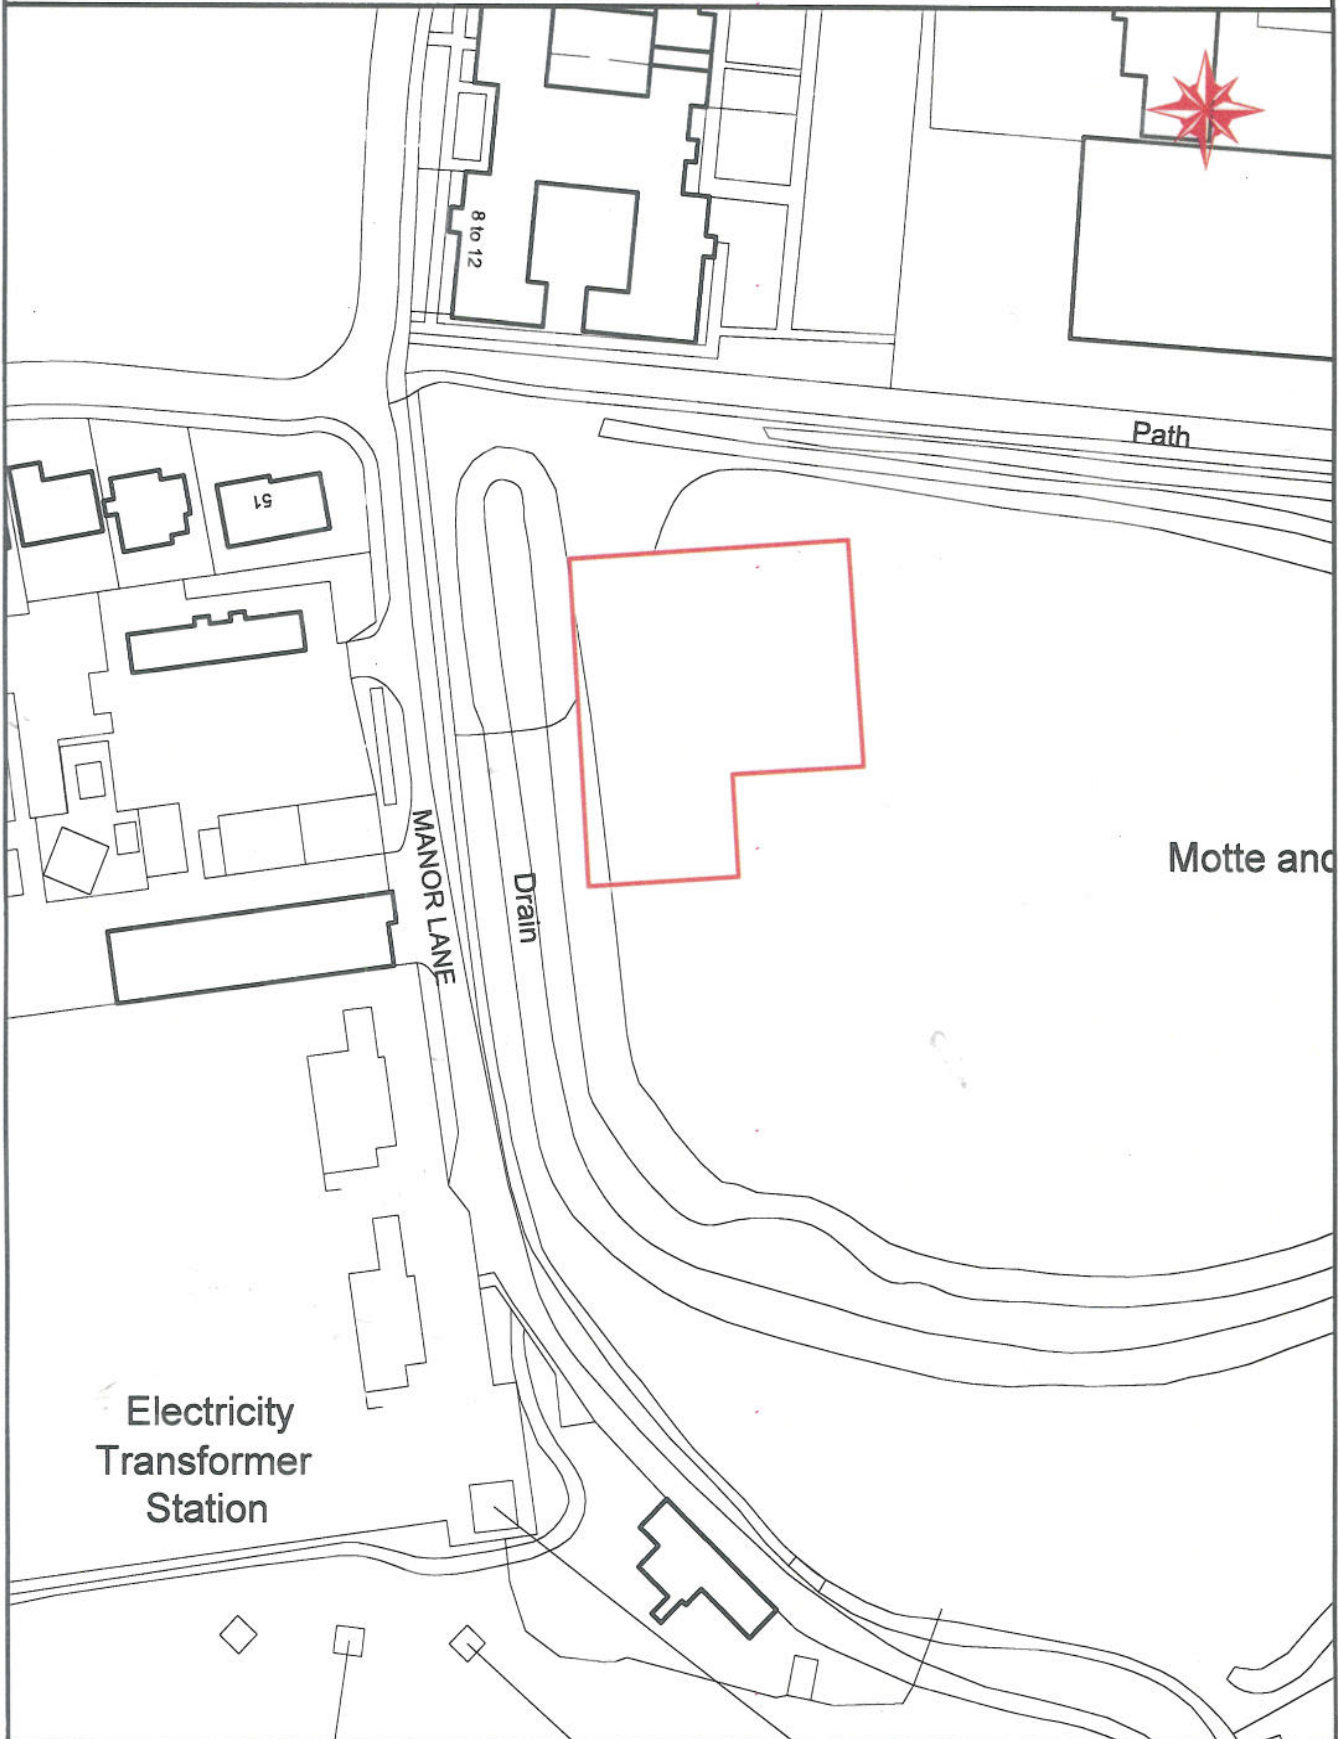 8 to 12
Path
51
MANOR LANE
Drain
Motte and
Electricity
Transformer
Station